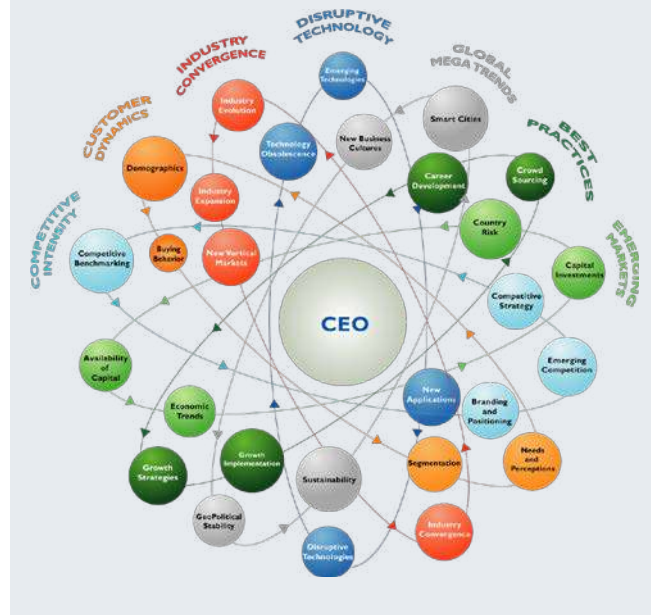 DISRUPTIVE
TECHNOLOGY
INDUSTRY
CONVERGENCE
GLOBAL
MEGA TRENDS
CUSTOMER
DYNAMICS
BEST
PRACTICES
COMPETITIVE
INTENSITY
EMERGING
MARKETS
Emerging
Technologies
Industry
Evolution
Smart Cities
Technology
Obsolescence
New Business
Cultures
Demographics
Career
Development
Crowd
Sourcing
Industry
Expansion
Country
Risk
Competitive
Benchmarking
Buying
Behavior
New Vertical
Markets
Capital
Investments
Competitive
Strategy
CEO
Availability
of
Capital
Emerging
Competition
New
Applications
Economic
Trends
Branding
and
Positioning
Growth
Strategies
Growth
Implementation
Sustainability
Segmentation
Needs
and
Perceptions
GeoPolitical
Stability
Industry
Convergence
Disruptive
Technologies